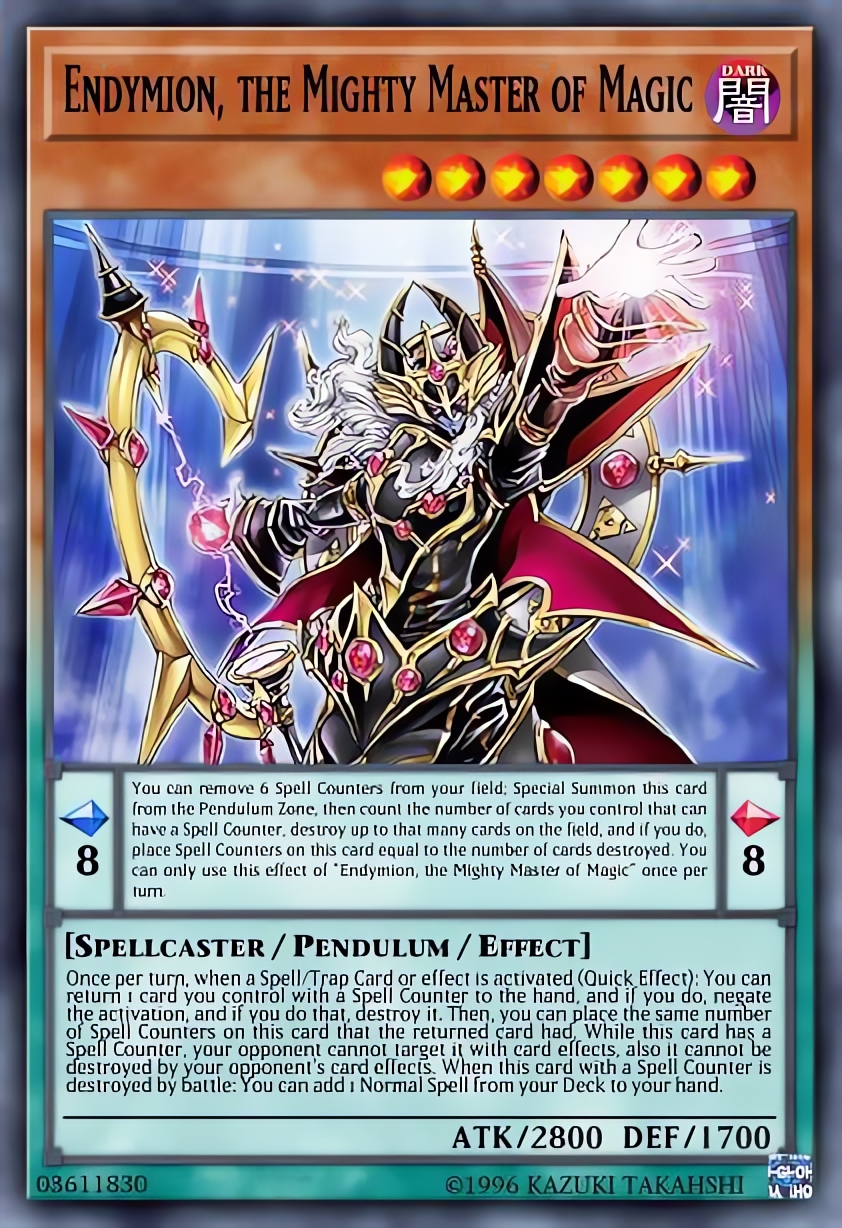 ENDYMION, THE MIGHTY MASTER OF MAGIC
DARK
闇
You can remove 6 Spell Counters from your field; Special Summon this card
from the Pendulum Zone, then count the number of cards you control that can
have a Spell Counter, destroy up to that many cards on the field, and if you do,
place Spell Counters on this card equal to the number of cards destroyed. You
can only use this effect of "Endymion, the Mighty Master of Magic" once per
turn.
8
8
[SPELLCASTER / PENDULUM / EFFECT]
Once per turn, when a Spell/Trap Card or effect is activated (Quick Effect): You can
return 1 card you control with a Spell Counter to the hand, and if you do, negate
the activation, and if you do that, destroy it. Then, you can place the same number
of Spell Counters on this card that the returned card had. While this card has a
Spell Counter, your opponent cannot target it with card effects, also it cannot be
destroyed by your opponent's card effects. When this card with a Spell Counter is
destroyed by battle: You can add 1 Normal Spell from your Deck to your hand.
ATK/2800 DEF/1700
03611830
©1996 KAZUKI TAKAHSHI